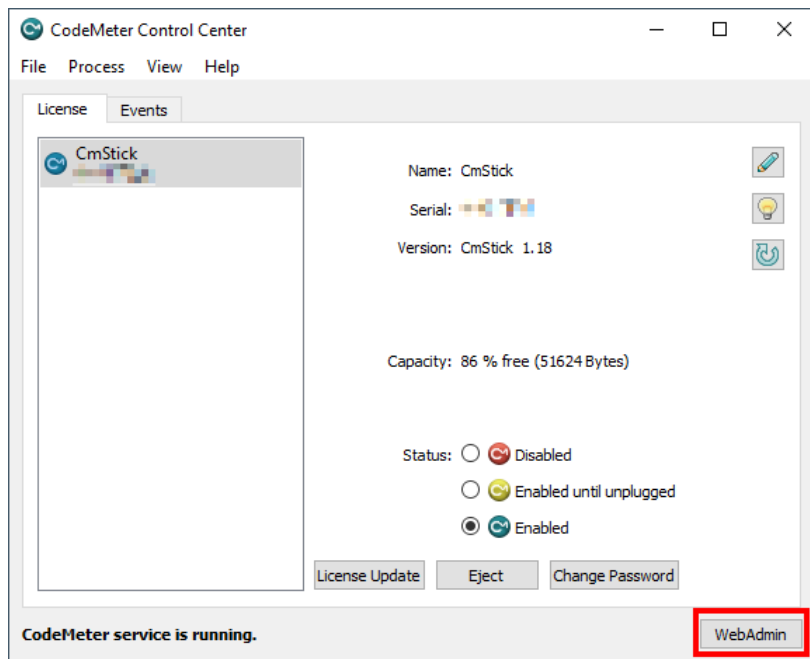 CodeMeter Control Center
File Process View Help
License Events
CmStick
Name: CmStick
Serial:
Version: CmStick 1.18
Capacity: 86 % free (51624 Bytes)
Status: Disabled
Enabled until unplugged
Enabled
License Update Eject Change Password
CodeMeter service is running. WebAdmin